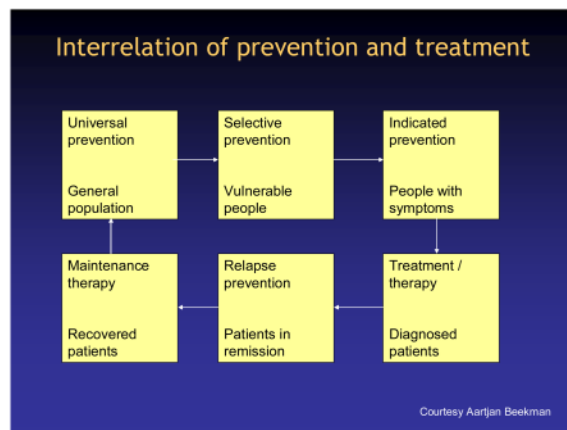 Interrelation of prevention and treatment
Universal
prevention
General
population
Selective
prevention
Vulnerable
people
Indicated
prevention
People with
symptoms
Maintenance
therapy
Recovered
patients
Relapse
prevention
Patients in
remission
Treatment /
therapy
Diagnosed
patients
Courtesy Aartjan Beekman